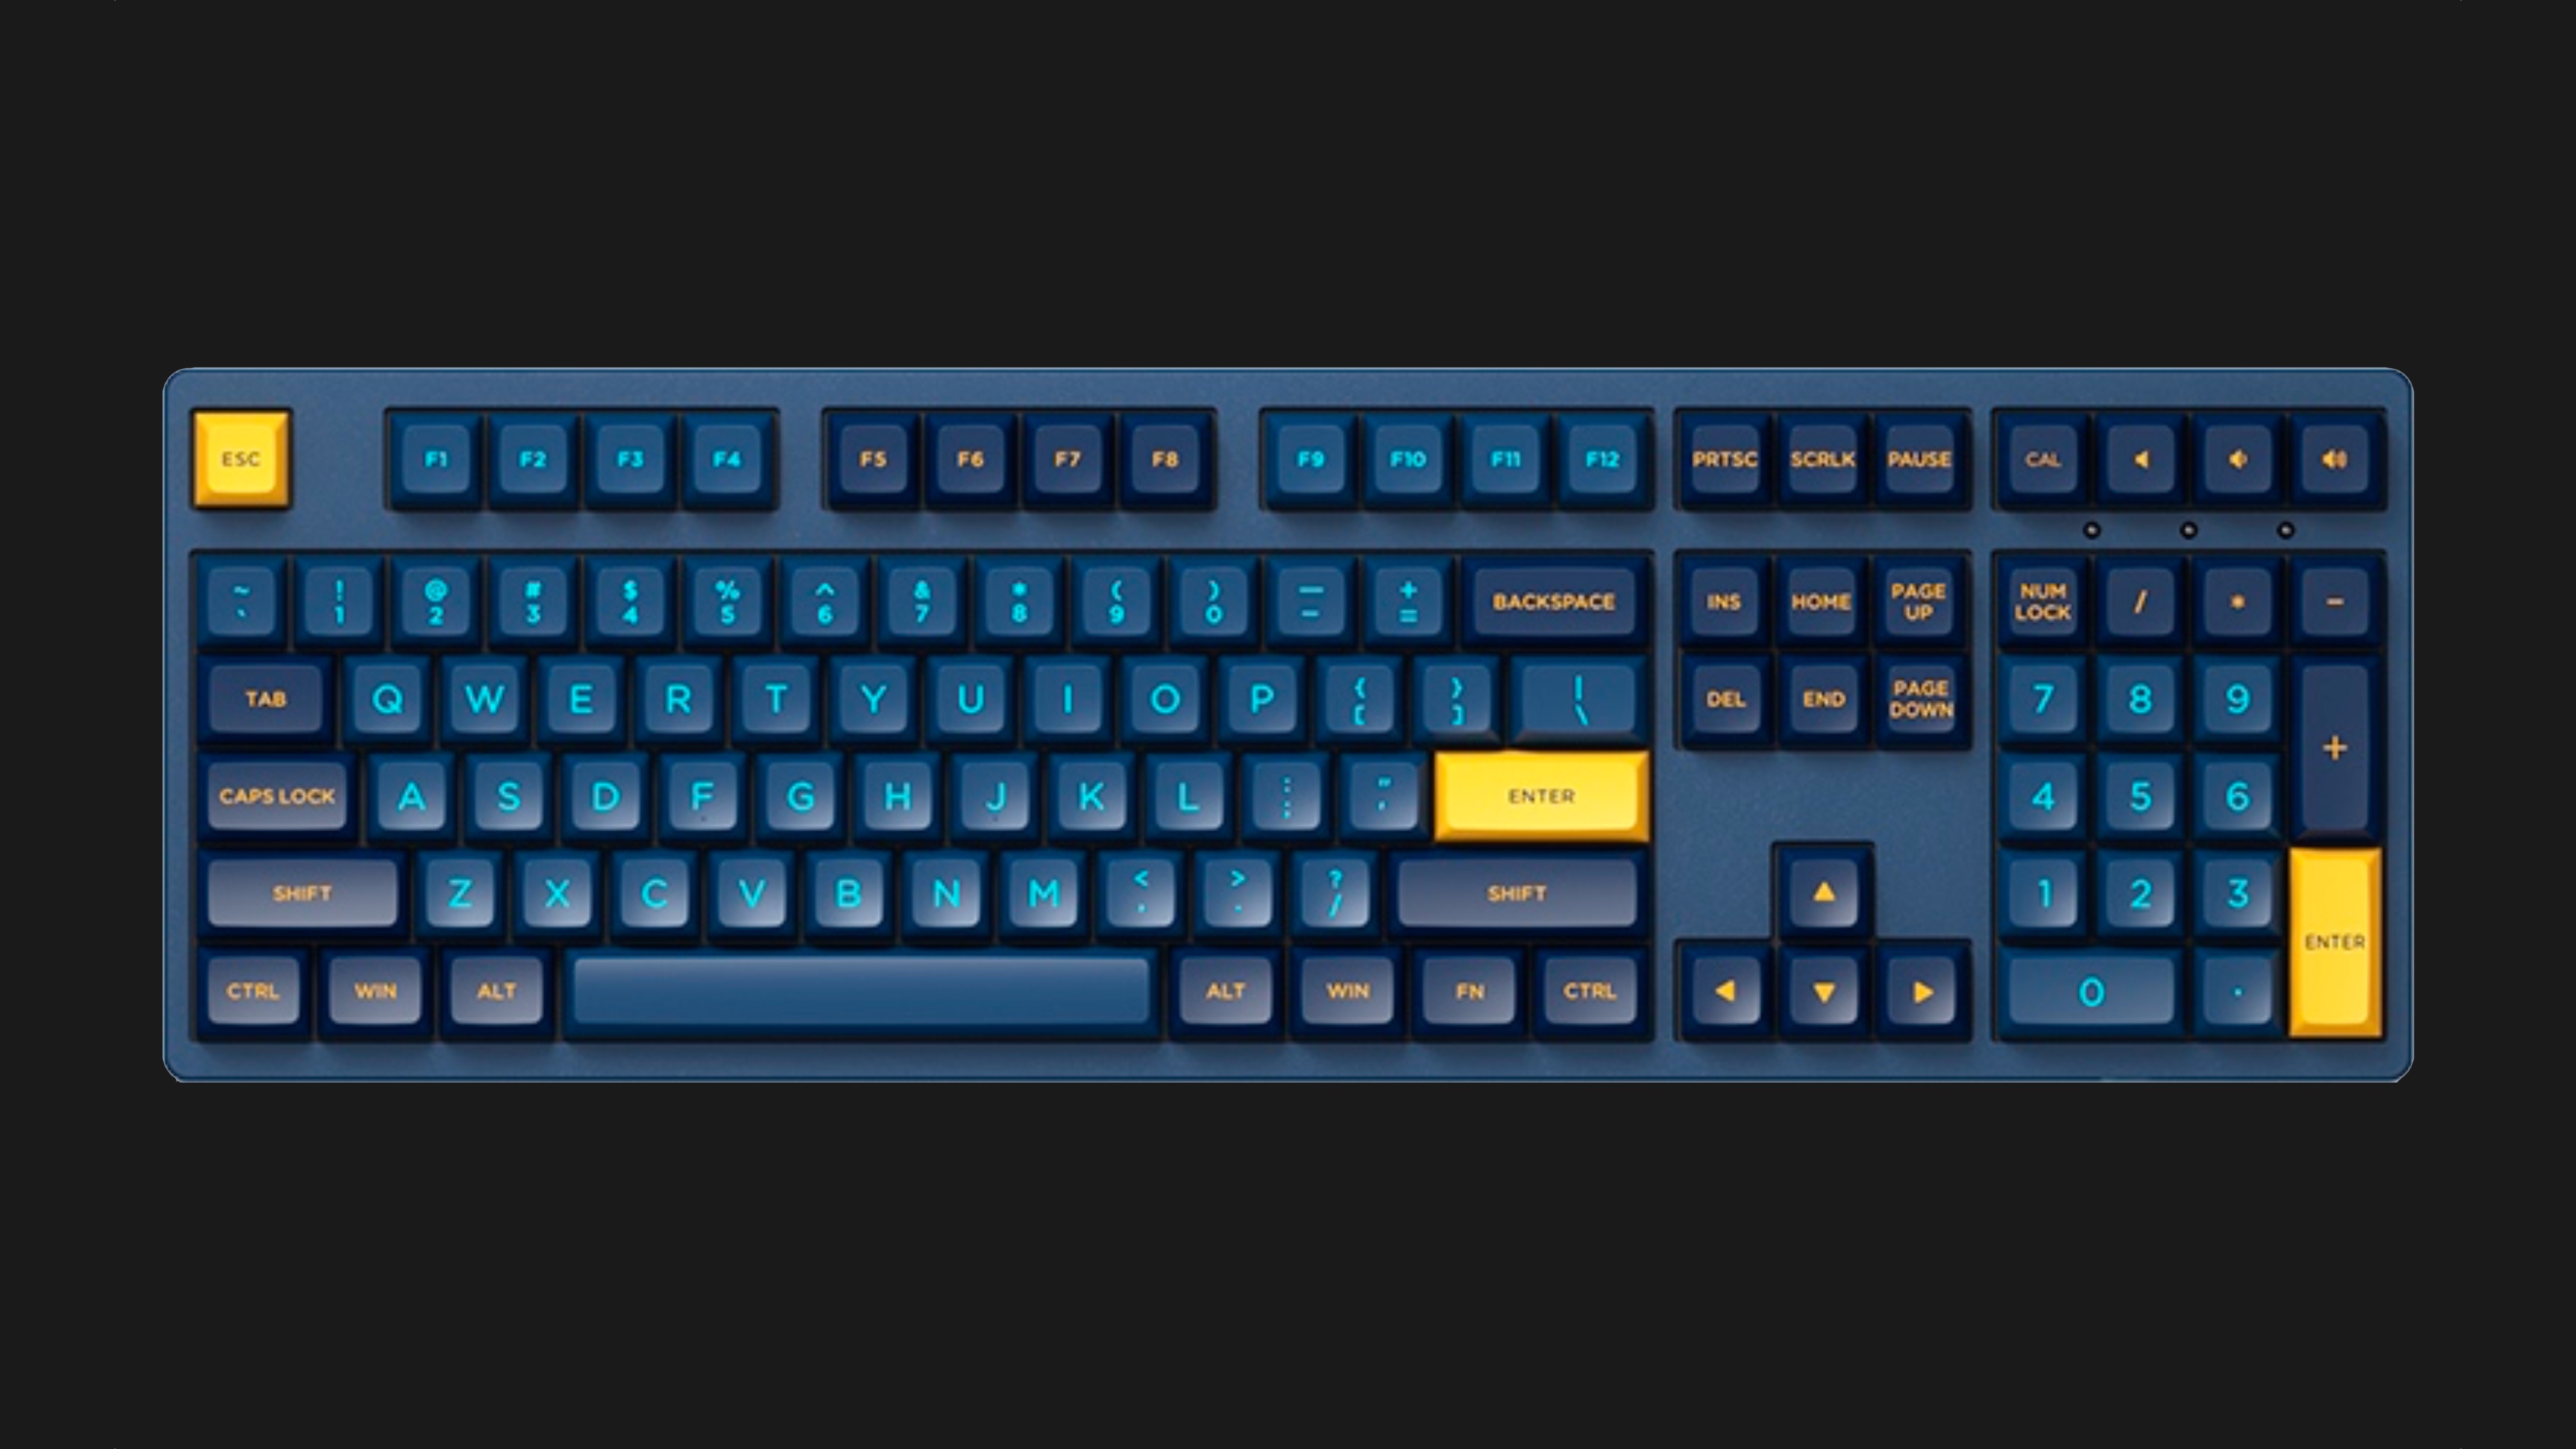 ESC F1 F2 F3 F4 F5 F6 F7 F8 F9 F10 F11 F12 PRTSC SCRLK PAUSE CAL
~ ! @ # $ % ^ & * ( ) — +
` 1 2 3 4 5 6 7 8 9 0 - = BACKSPACE INS HOME PAGE UP NUM LOCK / * -
TAB Q W E R T Y U I O P { } |
[ ] \ DEL END PAGE DOWN 7 8 9 +
CAPS LOCK A S D F G H J K L : "
; ' ENTER 4 5 6
SHIFT Z X C V B N M < > ?
, . / SHIFT 1 2 3 ENTER
CTRL WIN ALT ALT WIN FN CTRL 0 .